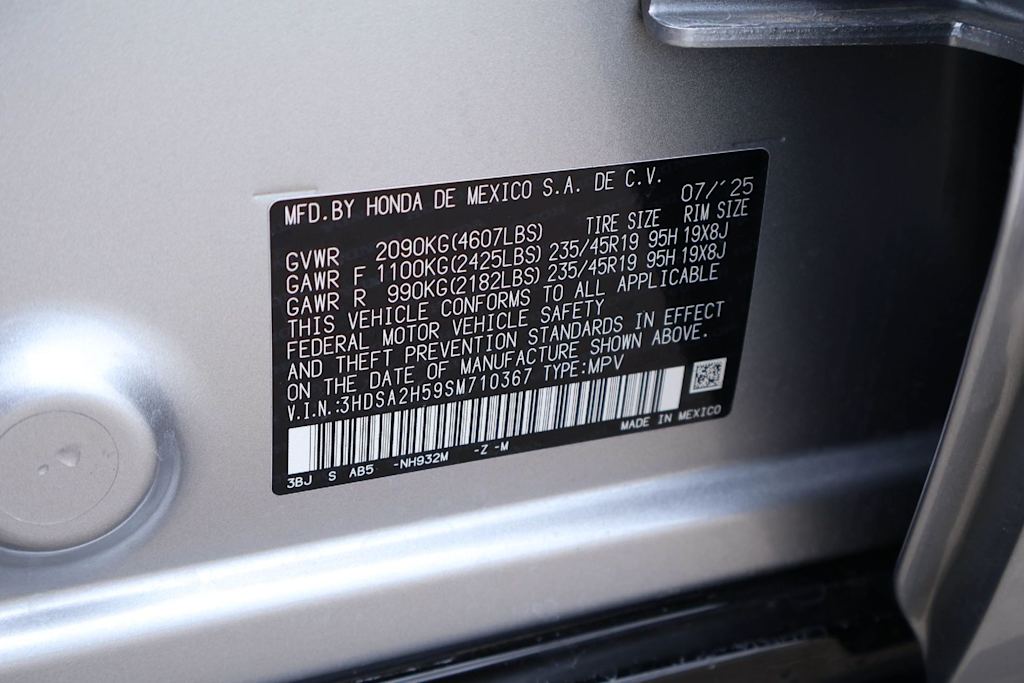 MFD.BY HONDA DE MEXICO S.A. DE C.V. 07/´25
GVWR 2090KG(4607LBS) TIRE SIZE RIM SIZE
GAWR F 1100KG(2425LBS) 235/45R19 95H 19X8J
GAWR R 990KG(2182LBS) 235/45R19 95H 19X8J
THIS VEHICLE CONFORMS TO ALL APPLICABLE
FEDERAL MOTOR VEHICLE SAFETY
AND THEFT PREVENTION STANDARDS IN EFFECT
ON THE DATE OF MANUFACTURE SHOWN ABOVE.
V.I.N.:3HDSA2H59SM710367 TYPE:MPV
3BJ S AB5 -NH932M -Z -M MADE IN MEXICO